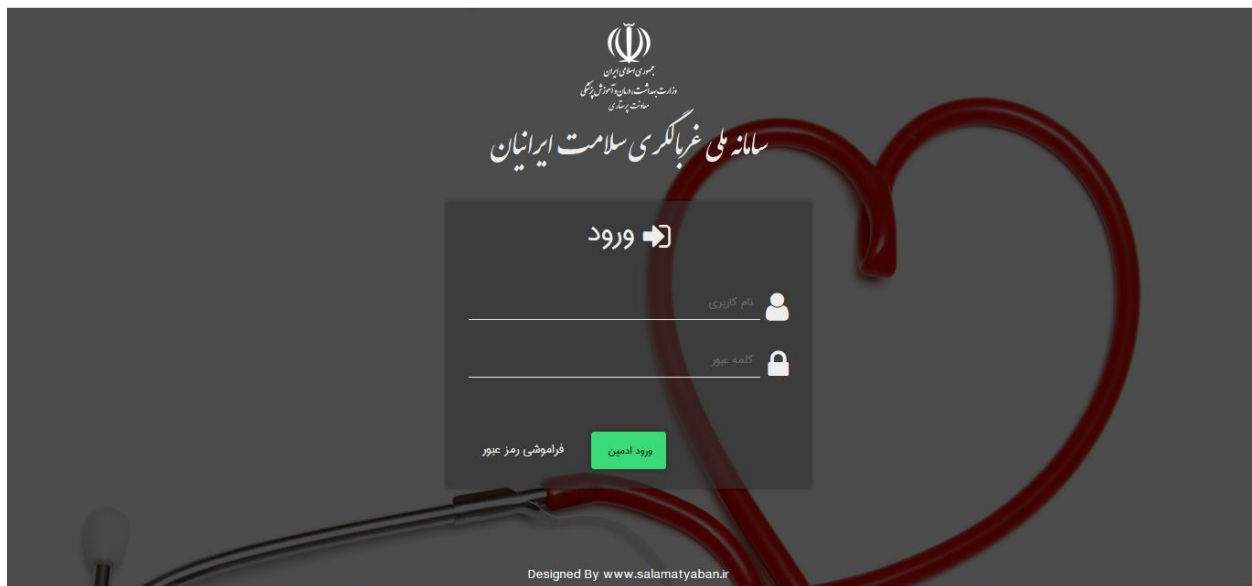 جمهوری اسلامی ایران
وزارت بهداشت، درمان و آموزش پزشکی
معاونت پرستاری
سامانه ملی غربالگری سلامت ایرانیان
ورود
نام کاربری
کلمه عبور
ورود ادمین
فراموشی رمز عبور
Designed By www.salamatyaban.ir